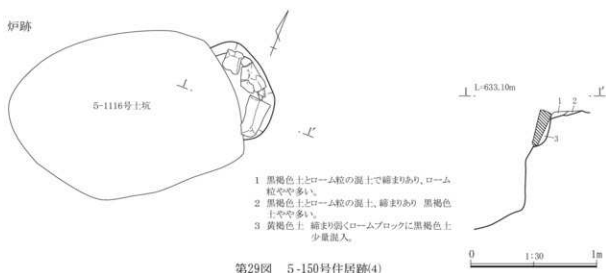 炉跡
5-1116号土坑
⊥.
⊥.'
⊥. L=633.10m
⊥.'
1 2
3
1 黒褐色土とローム粒の混土で締まりあり、ローム
粒やや多い。
2 黒褐色土とローム粒の混土、締まりあり 黒褐色
土やや多い。
3 黄褐色土 締まり弱くロームブロックに黒褐色土
少量混入。
0 1:30 1m
第29図 5-150号住居跡(4)